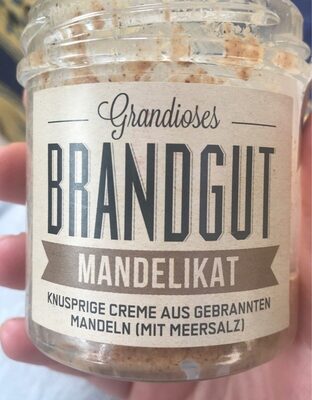 Grandioses
BRANDGUT
MANDELIKAT
KNUSPRIGE CREME AUS GEBRANNTEN
MANDELN (MIT MEERSALZ)